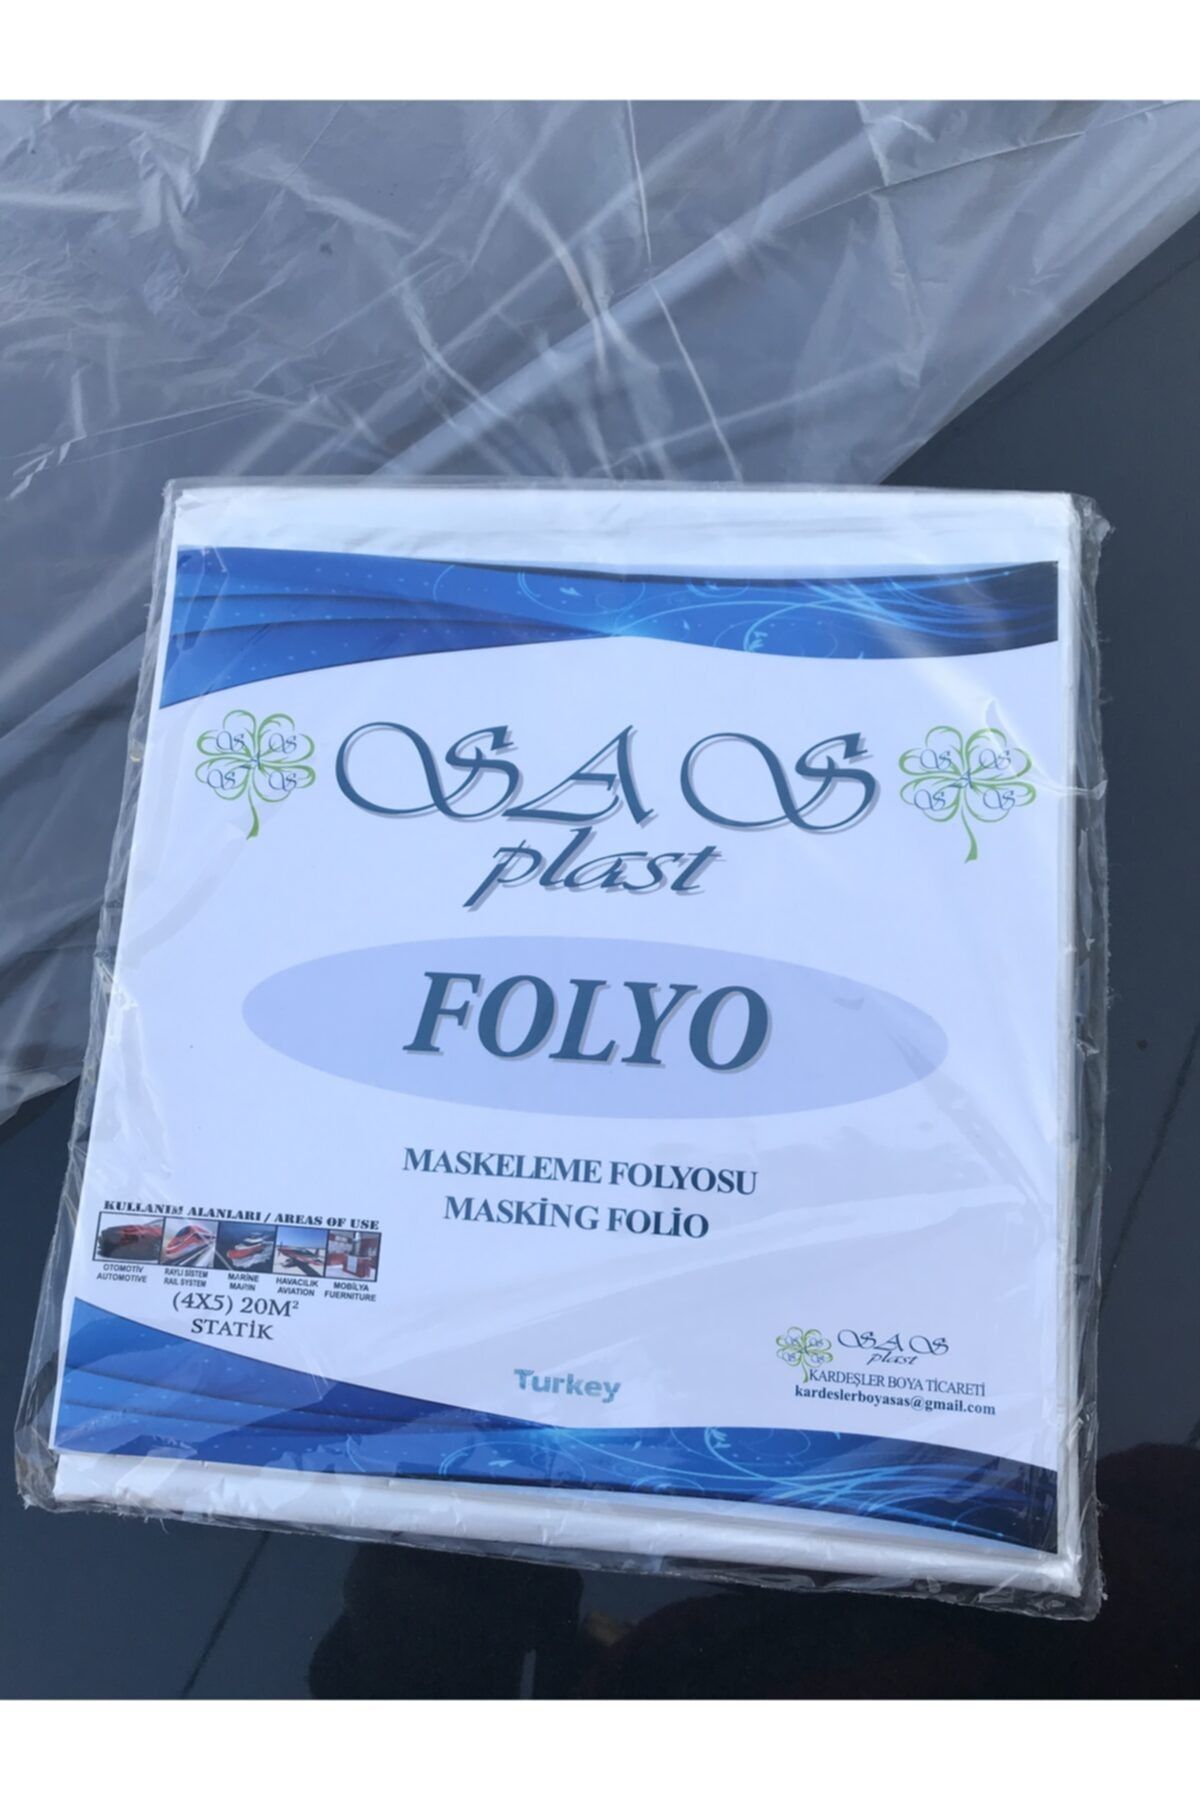 SAS
plast
FOLYO
MASKELEME FOLYOSU
MASKİNG FOLİO
KULLANIM ALANLARI / AREAS OF USE
OTOMOTİV
AUTOMOTIVE
RAYLI SİSTEM
RAIL SYSTEM
MARİNE
MARIN
HAVACILIK
AVIATION
MOBİLYA
FUERNITURE
(4X5) 20M²
STATİK
Turkey
SAS
plast
KARDEŞLER BOYA TİCARETİ
kardeslerboyasas@gmail.com